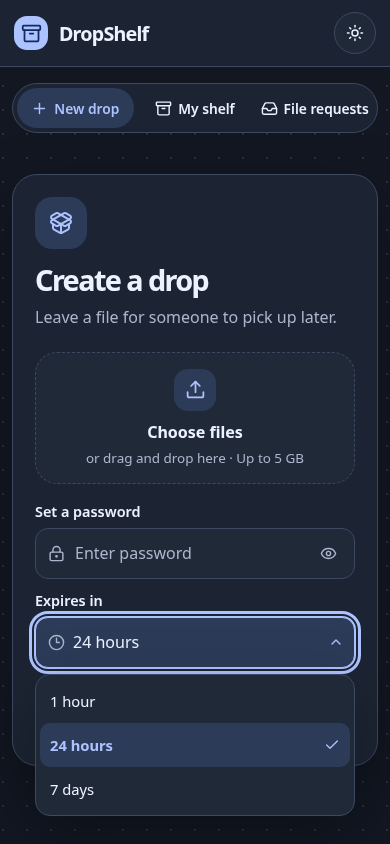 DropShelf
New drop
My shelf
File requests
Create a drop
Leave a file for someone to pick up later.
Choose files
or drag and drop here · Up to 5 GB
Set a password
Enter password
Expires in
24 hours
1 hour
24 hours
7 days